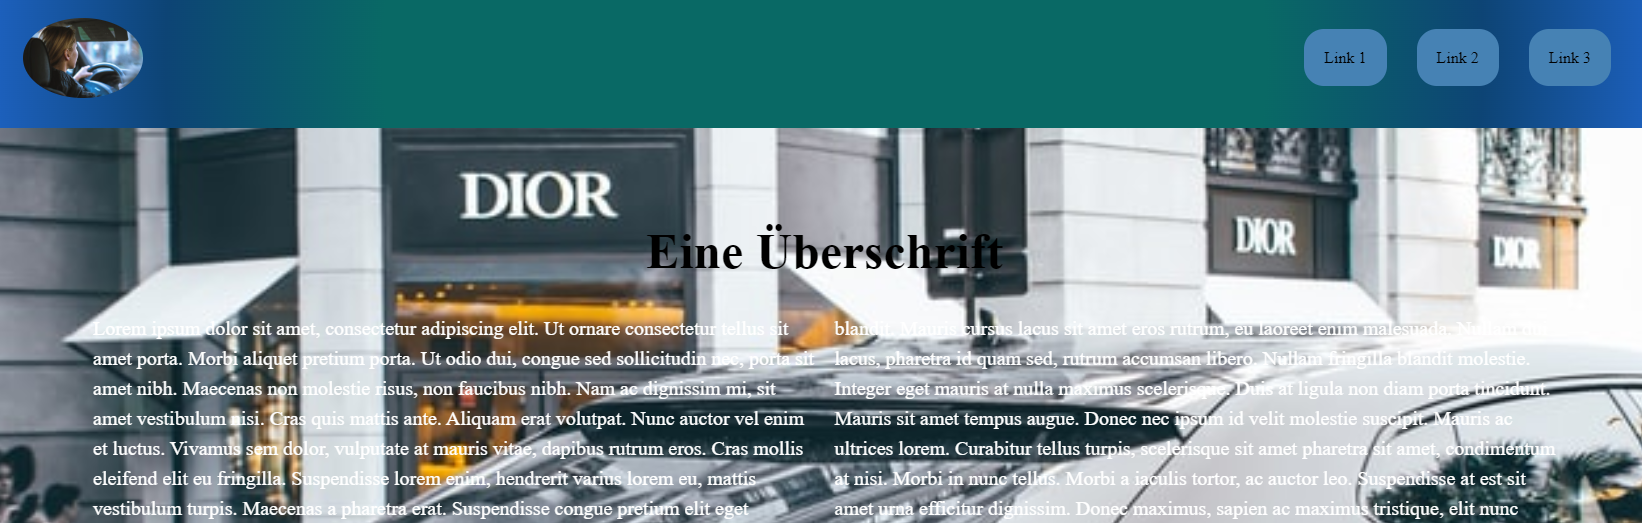 Link 1 Link 2 Link 3
DIOR
DIOR
DIOR
Eine Überschrift
Lorem ipsum dolor sit amet, consectetur adipiscing elit. Ut ornare consectetur tellus sit
amet porta. Morbi aliquet pretium porta. Ut odio dui, congue sed sollicitudin nec, porta sit
amet nibh. Maecenas non molestie risus, non faucibus nibh. Nam ac dignissim mi, sit
amet vestibulum nisi. Cras quis mattis ante. Aliquam erat volutpat. Nunc auctor vel enim
et luctus. Vivamus sem dolor, vulputate at mauris vitae, dapibus rutrum eros. Cras mollis
eleifend elit eu fringilla. Suspendisse lorem enim, hendrerit varius lorem eu, mattis
vestibulum turpis. Maecenas a pharetra erat. Suspendisse congue pretium elit eget
blandit. Mauris cursus lacus sit amet eros rutrum, eu laoreet enim malesuada. Nullam
lacus, pharetra id quam sed, rutrum accumsan libero. Nullam fringilla blandit molestie.
Integer eget mauris at nulla maximus scelerisque. Duis at ligula non diam porta tincidunt.
Mauris sit amet tempus augue. Donec nec ipsum id velit molestie suscipit. Mauris ac
ultrices lorem. Curabitur tellus turpis, scelerisque sit amet pharetra sit amet, condimentum
at nisi. Morbi in nunc tellus. Morbi a iaculis tortor, ac auctor leo. Suspendisse at est sit
amet urna efficitur dignissim. Donec maximus, sapien ac maximus tristique, elit nunc